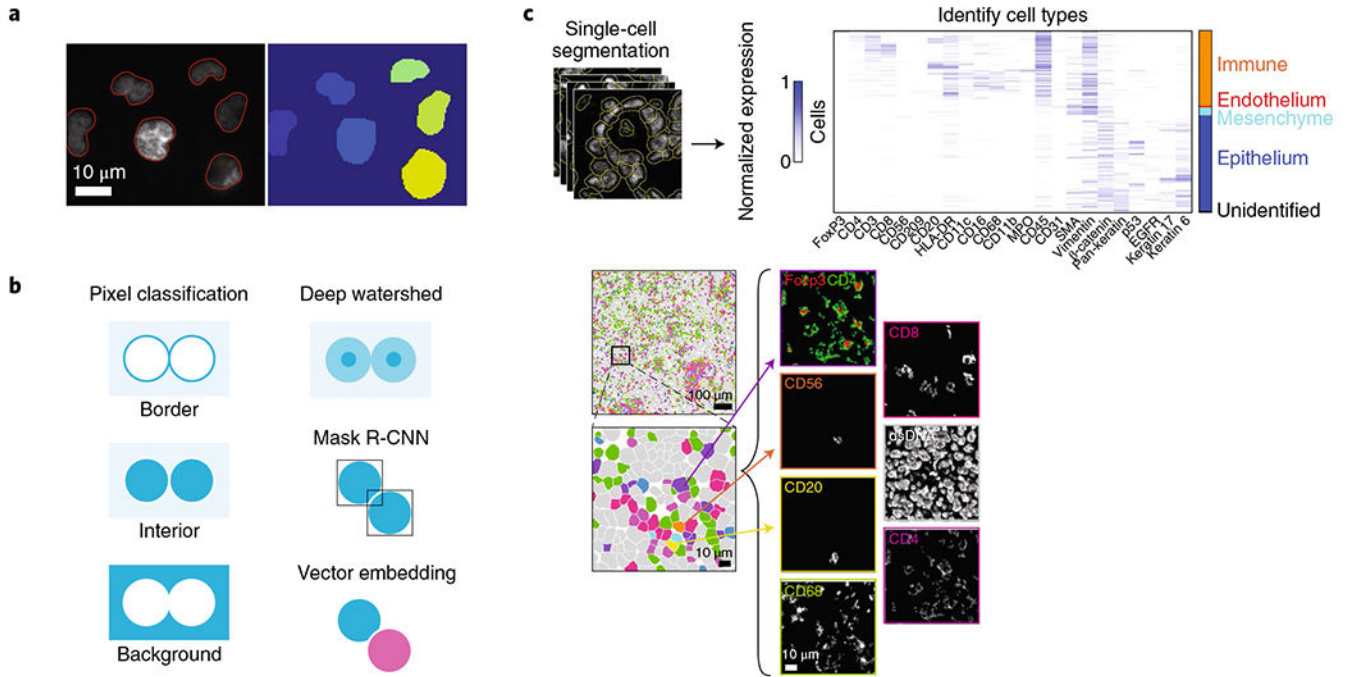 a
10 μm
b
Pixel classification
Border
Interior
Background
Deep watershed
Mask R-CNN
Vector embedding
c
Single-cell
segmentation
Normalized expression
1
0
Cells
Identify cell types
Immune
Endothelium
Mesenchyme
Epithelium
Unidentified
FoxP3
CD4
CD3
CD8
CD56
CD209
CD20
HLA-DR
CD11c
CD16
CD68
CD11b
MPO
CD45
CD31
SMA
Vimentin
β-catenin
Pan-keratin
p53
EGFR
Keratin 17
Keratin 6
100 μm
10 μm
Foxp3 CD4
CD56
CD20
CD68
10 μm
CD8
dsDNA
CD4